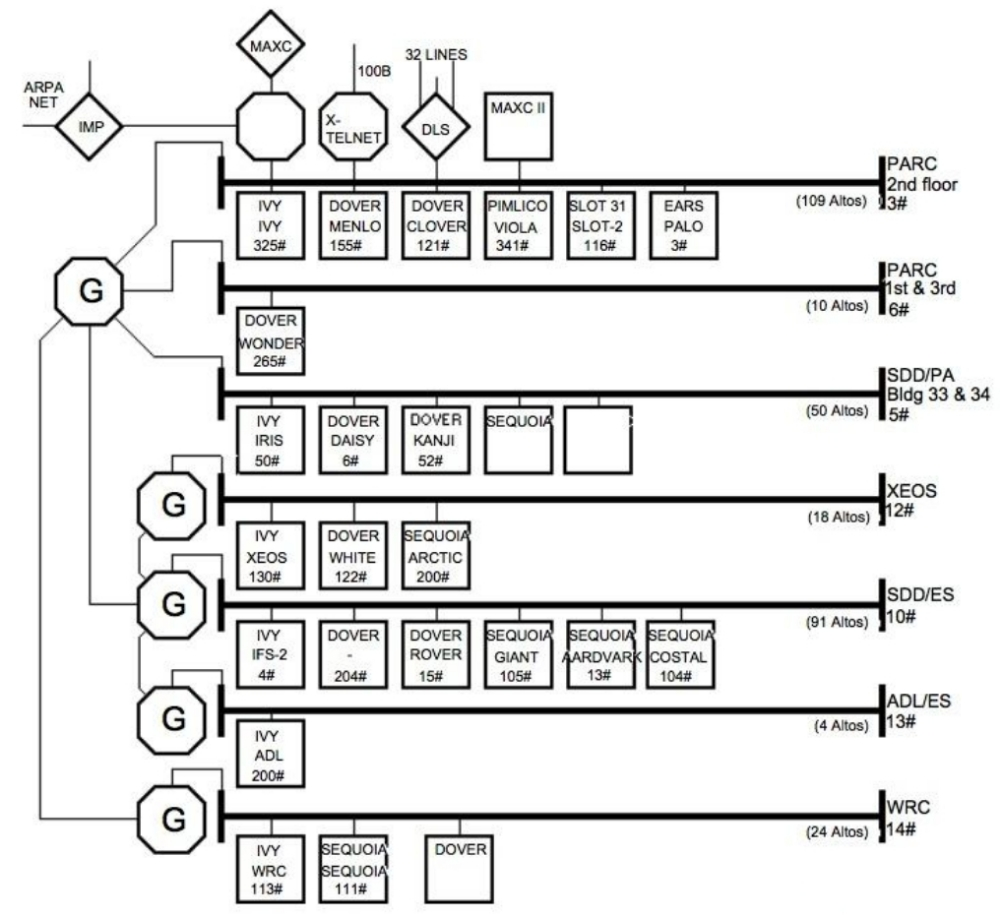 MAXC
32 LINES
100B
ARPA
NET
IMP
X-
TELNET
DLS
MAXC II
PARC
2nd floor
3#
(109 Altos)
IVY
IVY
325#
DOVER
MENLO
155#
DOVER
CLOVER
121#
PIMLICO
VIOLA
341#
SLOT 31
SLOT-2
116#
EARS
PALO
3#
G
PARC
1st & 3rd
6#
(10 Altos)
DOVER
WONDER
265#
SDD/PA
Bldg 33 & 34
5#
(50 Altos)
IVY
IRIS
50#
DOVER
DAISY
6#
DOVER
KANJI
52#
SEQUOIA
G
XEOS
12#
(18 Altos)
IVY
XEOS
130#
DOVER
WHITE
122#
SEQUOIA
ARCTIC
200#
G
SDD/ES
10#
(91 Altos)
IVY
IFS-2
4#
DOVER
-
204#
DOVER
ROVER
15#
SEQUOIA
GIANT
105#
SEQUOIA
AARDVARK
13#
SEQUOIA
COSTAL
104#
G
ADL/ES
13#
(4 Altos)
IVY
ADL
200#
G
WRC
14#
(24 Altos)
IVY
WRC
113#
SEQUOIA
SEQUOIA
111#
DOVER